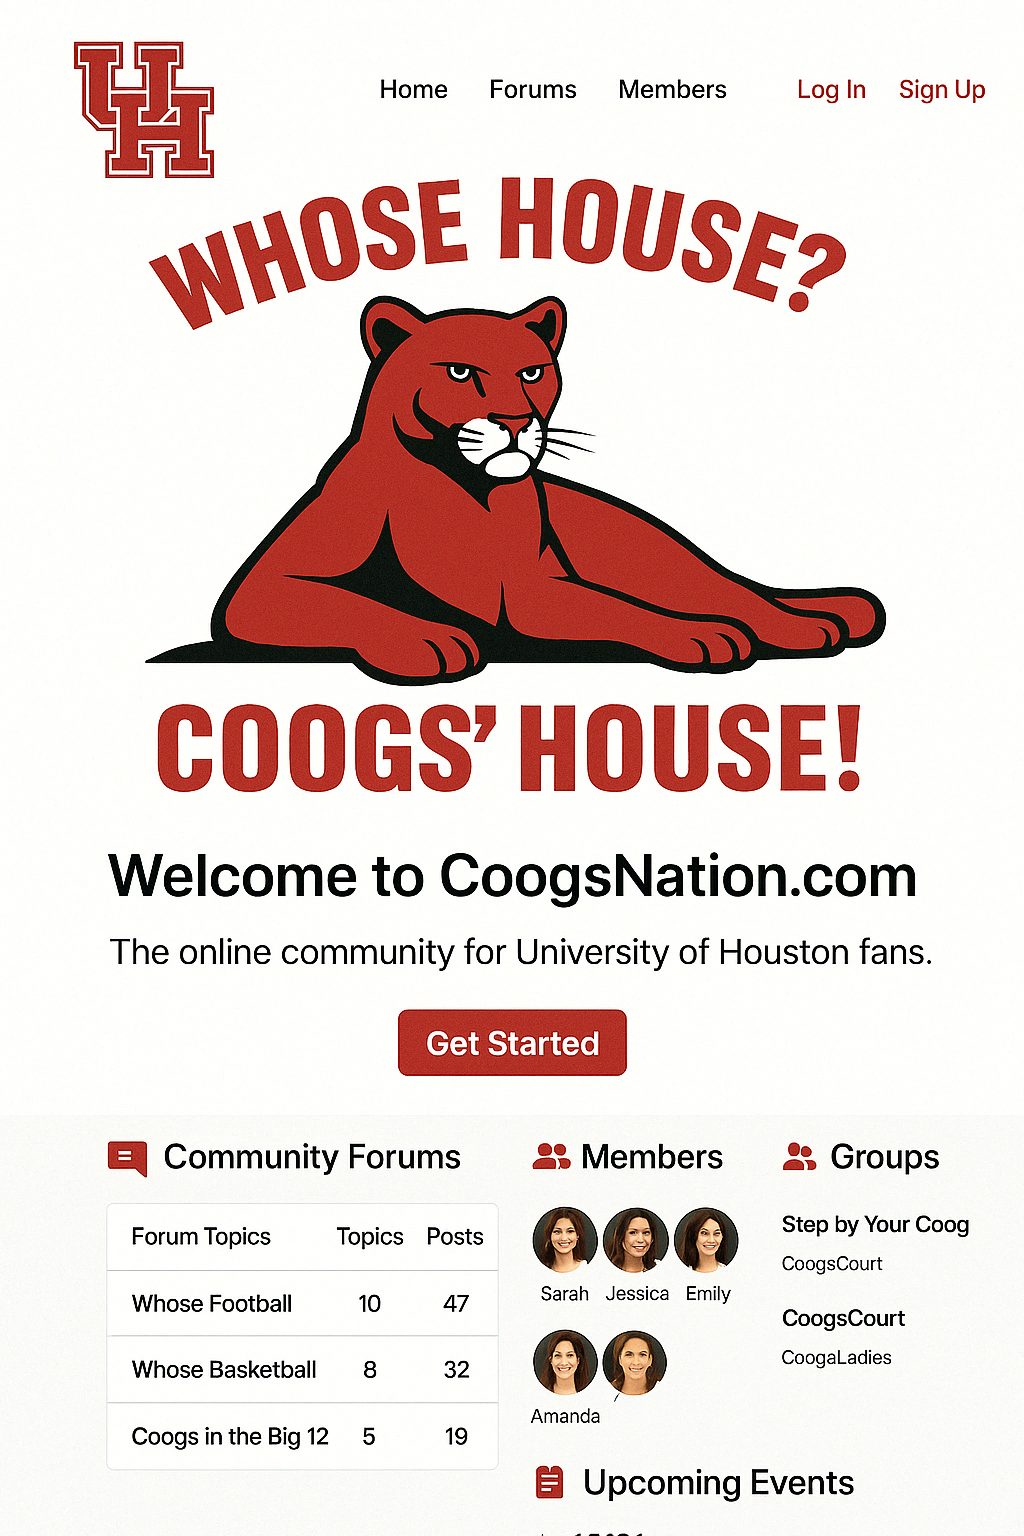 UH
Home Forums Members Log In Sign Up
WHOSE HOUSE?
COOGS' HOUSE!
Welcome to CoogsNation.com
The online community for University of Houston fans.
Get Started
Community Forums
Forum Topics Topics Posts
Whose Football 10 47
Whose Basketball 8 32
Coogs in the Big 12 5 19
Members
Sarah Jessica Emily
Amanda
Groups
Step by Your Coog
CoogsCourt
CoogsCourt
CoogaLadies
Upcoming Events